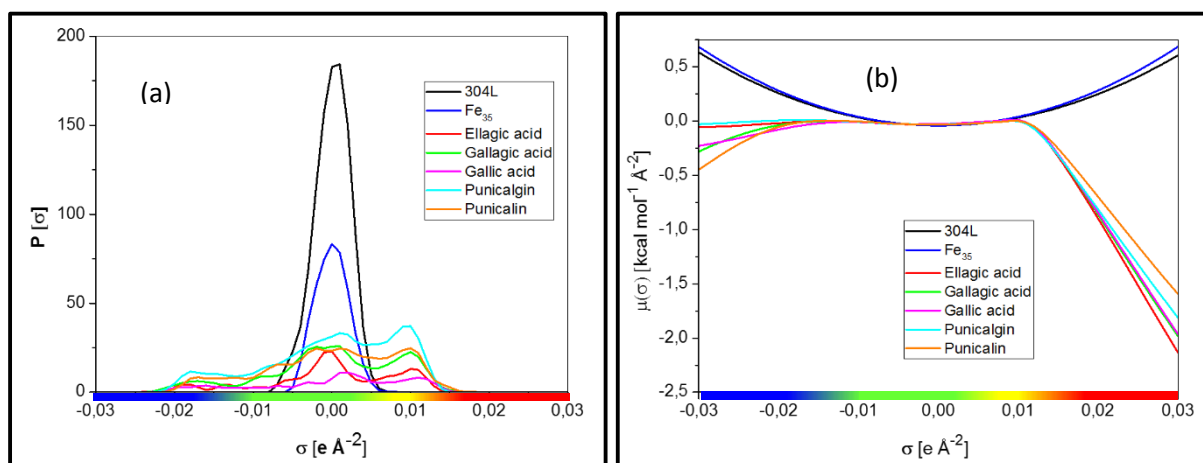 (a)
200
150
100
50
0
P [σ]
304L
Fe₃₅
Ellagic acid
Gallagic acid
Gallic acid
Punicalgin
Punicalin
-0,03 -0,02 -0,01 0,00 0,01 0,02 0,03
σ [e Å⁻²]
(b)
0,5
0,0
-0,5
-1,0
-1,5
-2,0
-2,5
μ(σ) [kcal mol⁻¹ Å⁻²]
304L
Fe₃₅
Ellagic acid
Gallagic acid
Gallic acid
Punicalgin
Punicalin
-0,03 -0,02 -0,01 0,00 0,01 0,02 0,03
σ [e Å⁻²]